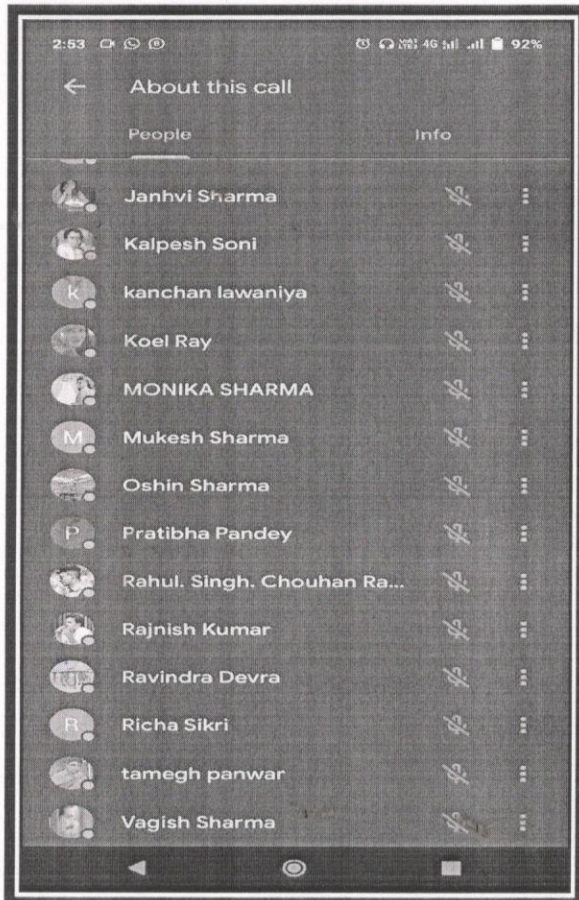 2:53 92%
4G
About this call
People Info
Janhvi Sharma
Kalpesh Soni
k kanchan lawaniya
Koel Ray
MONIKA SHARMA
M Mukesh Sharma
Oshin Sharma
P Pratibha Pandey
Rahul. Singh. Chouhan Ra...
Rajnish Kumar
Ravindra Devra
R Richa Sikri
tamegh panwar
Vagish Sharma